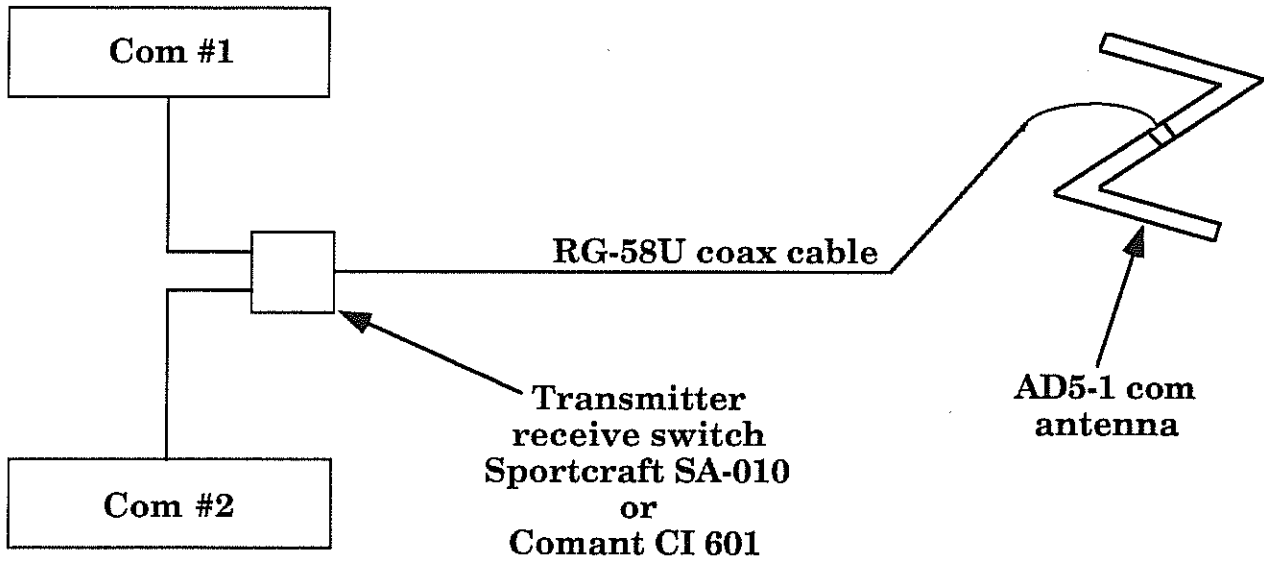 Com #1
RG-58U coax cable
Transmitter
receive switch
Sportcraft SA-010
or
Comant CI 601
AD5-1 com
antenna
Com #2